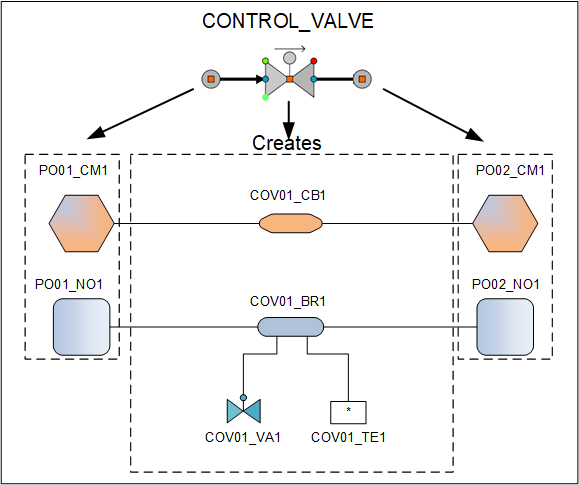 CONTROL_VALVE
Creates
PO01_CM1
PO02_CM1
COV01_CB1
PO01_NO1
PO02_NO1
COV01_BR1
*
COV01_VA1
COV01_TE1